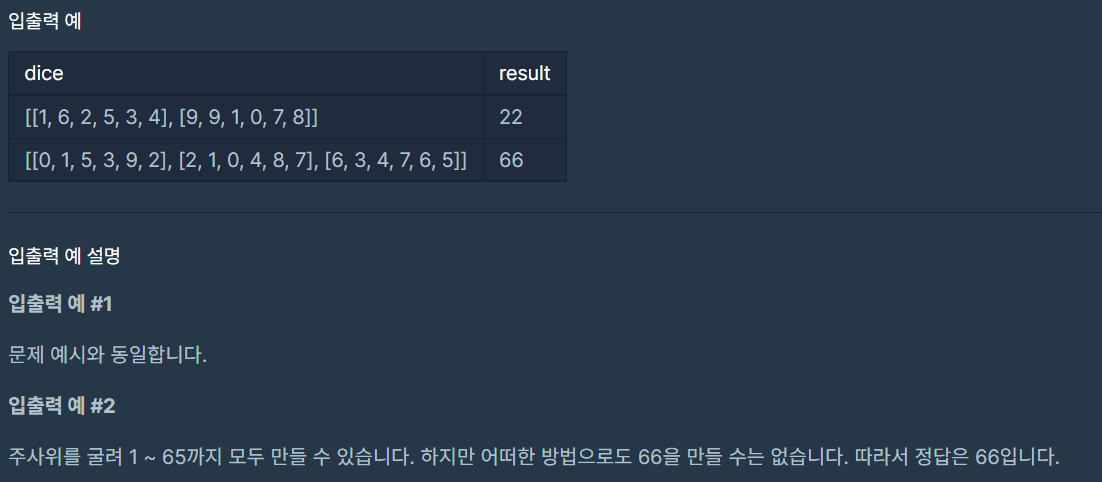 입출력 예
dice result
[[1, 6, 2, 5, 3, 4], [9, 9, 1, 0, 7, 8]] 22
[[0, 1, 5, 3, 9, 2], [2, 1, 0, 4, 8, 7], [6, 3, 4, 7, 6, 5]] 66
입출력 예 설명
입출력 예 #1
문제 예시와 동일합니다.
입출력 예 #2
주사위를 굴려 1 ~ 65까지 모두 만들 수 있습니다. 하지만 어떠한 방법으로도 66을 만들 수는 없습니다. 따라서 정답은 66입니다.